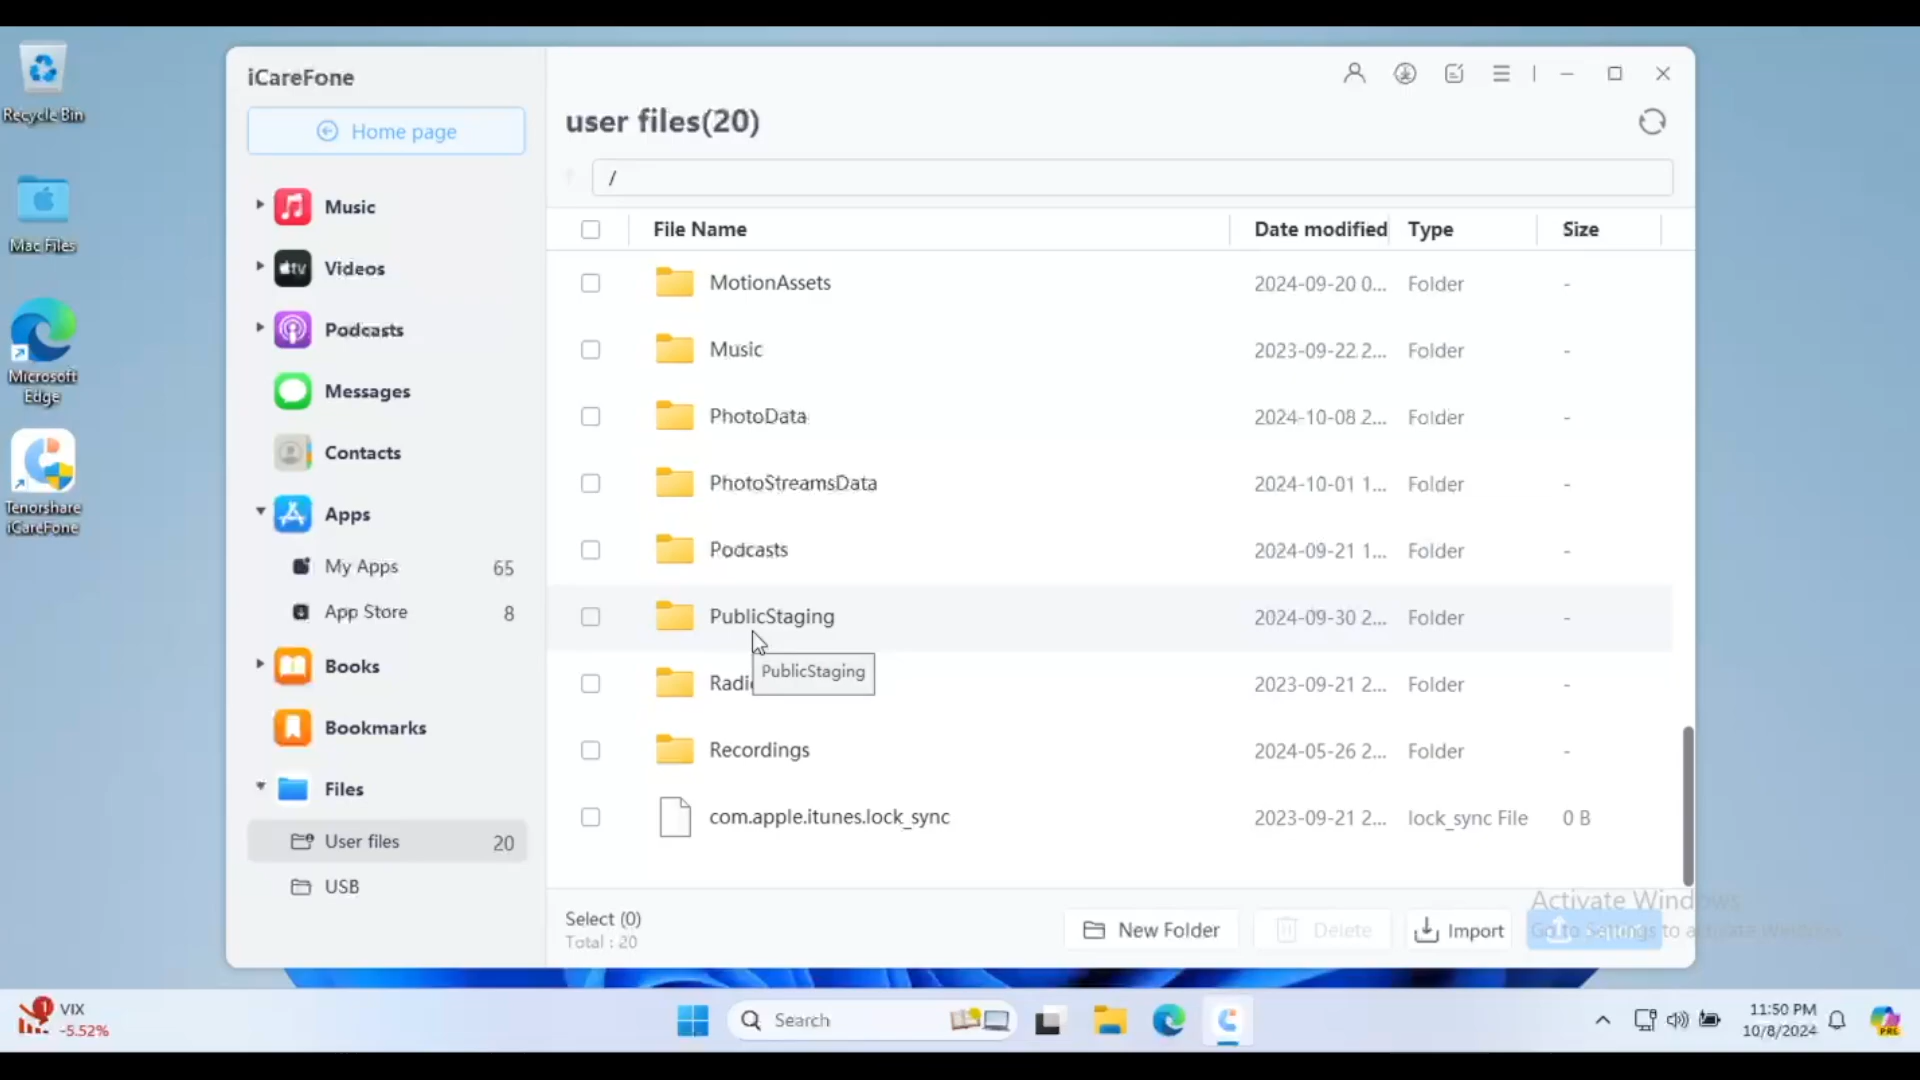 Recycle Bin
Mac Files
Microsoft
Edge
Tenorshare
iCareFone
iCareFone
Home page
Music
Videos
Podcasts
Messages
Contacts
Apps
My Apps 65
App Store 8
Books
Bookmarks
Files
User files 20
USB
user files(20)
/
File Name Date modified Type Size
MotionAssets 2024-09-20 0... Folder -
Music 2023-09-22 2... Folder -
PhotoData 2024-10-08 2... Folder -
PhotoStreamsData 2024-10-01 1... Folder -
Podcasts 2024-09-21 1... Folder -
PublicStaging 2024-09-30 2... Folder -
PublicStaging
2023-09-21 2... Folder -
Recordings 2024-05-26 2... Folder -
com.apple.itunes.lock_sync 2023-09-21 2... lock_sync File 0 B
Select (0)
Total : 20
New Folder Delete Import
Activate Windows
Go to Settings to activate Windows.
VIX
-5.52%
Search
11:50 PM
10/8/2024